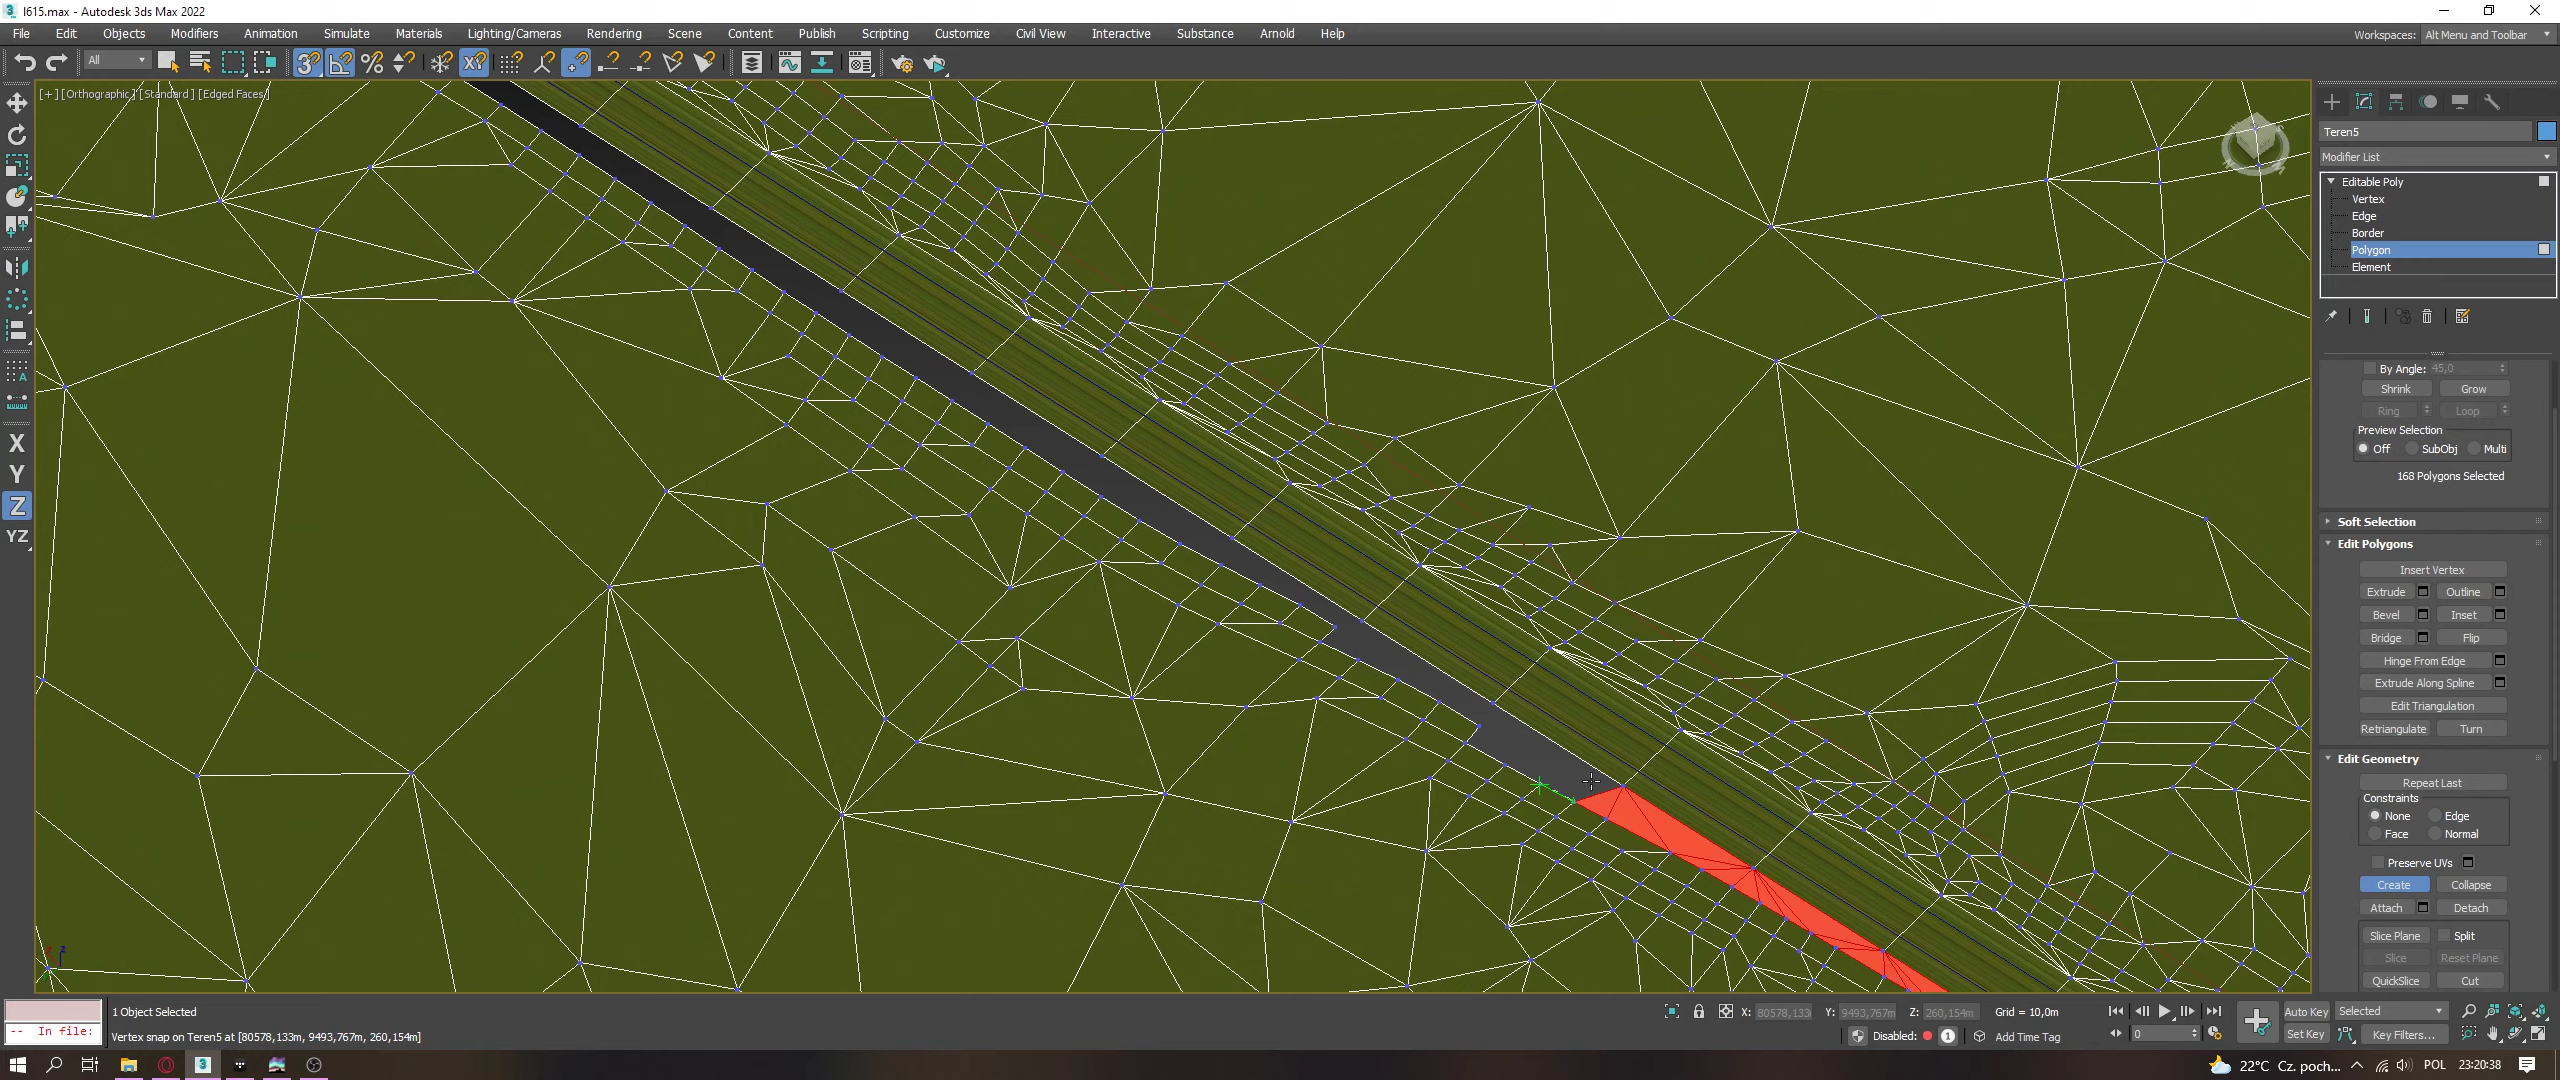 I615.max - Autodesk 3ds Max 2022
File Edit Objects Modifiers Animation Simulate Materials Lighting/Cameras Rendering Scene Content Publish Scripting Customize Civil View Interactive Substance Arnold Help
Workspaces: Alt Menu and Toolbar
All
[+] [Orthographic] [Standard] [Edged Faces]
X
Y
Z
YZ
Teren5
Modifier List
Editable Poly
Vertex
Edge
Border
Polygon
Element
By Angle: 45,0
Shrink Grow
Ring Loop
Preview Selection
Off SubObj Multi
168 Polygons Selected
Soft Selection
Edit Polygons
Insert Vertex
Extrude Outline
Bevel Inset
Bridge Flip
Hinge From Edge
Extrude Along Spline
Edit Triangulation
Retriangulate Turn
Edit Geometry
Repeat Last
Constraints
None Edge
Face Normal
Preserve UVs
Create Collapse
Attach Detach
Slice Plane Split
Slice Reset Plane
QuickSlice Cut
1 Object Selected
X: 80578,133 Y: 9493,767m Z: 260,154m Grid = 10,0m
Auto Key Selected
-- In file:
Vertex snap on Teren5 at [80578,133m, 9493,767m, 260,154m]
Disabled: 1 Add Time Tag
0
Set Key Key Filters...
22°C Cz. poch... POL 23:20:38